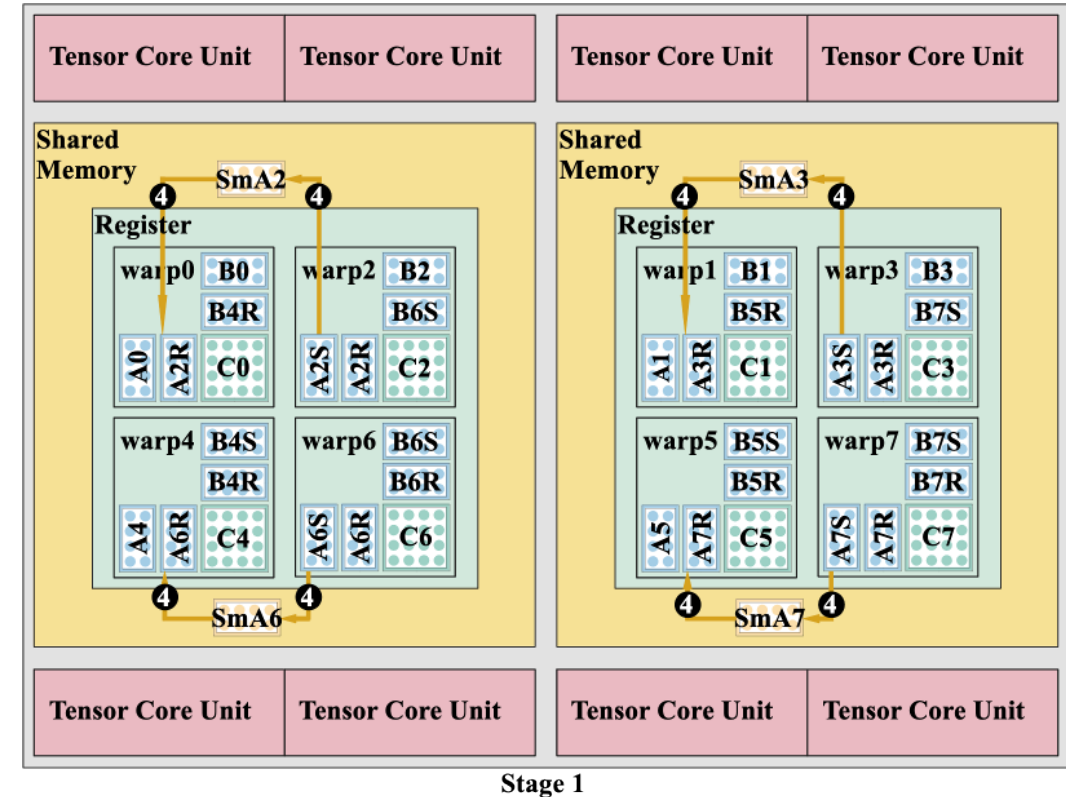 Tensor Core Unit
Tensor Core Unit
Tensor Core Unit
Tensor Core Unit
Shared
Memory
SmA2
4
4
Register
warp0
B0
B4R
A0
A2R
C0
warp2
B2
B6S
A2S
A2R
C2
warp4
B4S
B4R
A4
A6R
C4
warp6
B6S
B6R
A6S
A6R
C6
4
4
SmA6
Shared
Memory
SmA3
4
4
Register
warp1
B1
B5R
A1
A3R
C1
warp3
B3
B7S
A3S
A3R
C3
warp5
B5S
B5R
A5
A7R
C5
warp7
B7S
B7R
A7S
A7R
C7
4
4
SmA7
Tensor Core Unit
Tensor Core Unit
Tensor Core Unit
Tensor Core Unit
Stage 1